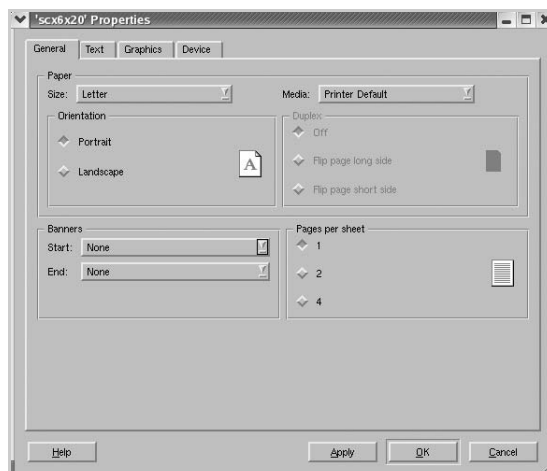 'scx6x20' Properties
General Text Graphics Device
Paper
Size: Letter Media: Printer Default
Orientation
Portrait
Landscape
A
Duplex
Off
Flip page long side
Flip page short side
Banners
Start: None
End: None
Pages per sheet
1
2
4
Help Apply OK Cancel